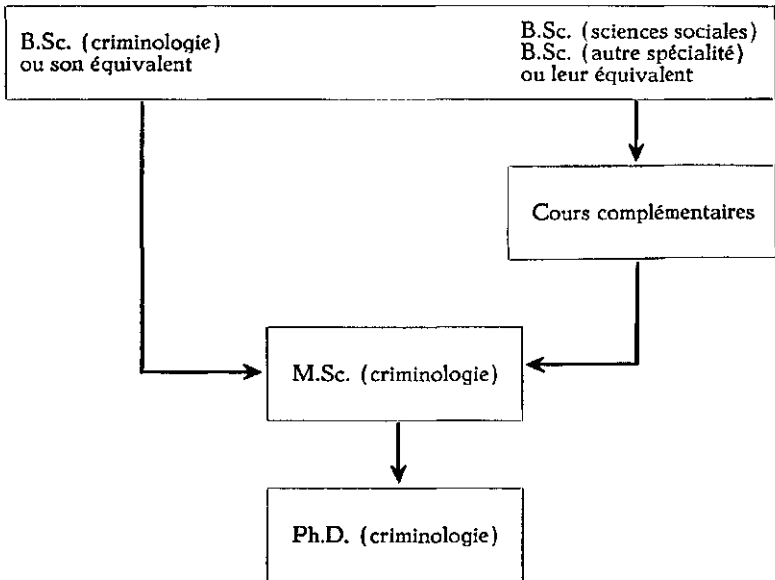 B.Sc. (criminologie)
ou son équivalent
B.Sc. (sciences sociales)
B.Sc. (autre spécialité)
ou leur équivalent
Cours complémentaires
M.Sc. (criminologie)
Ph.D. (criminologie)